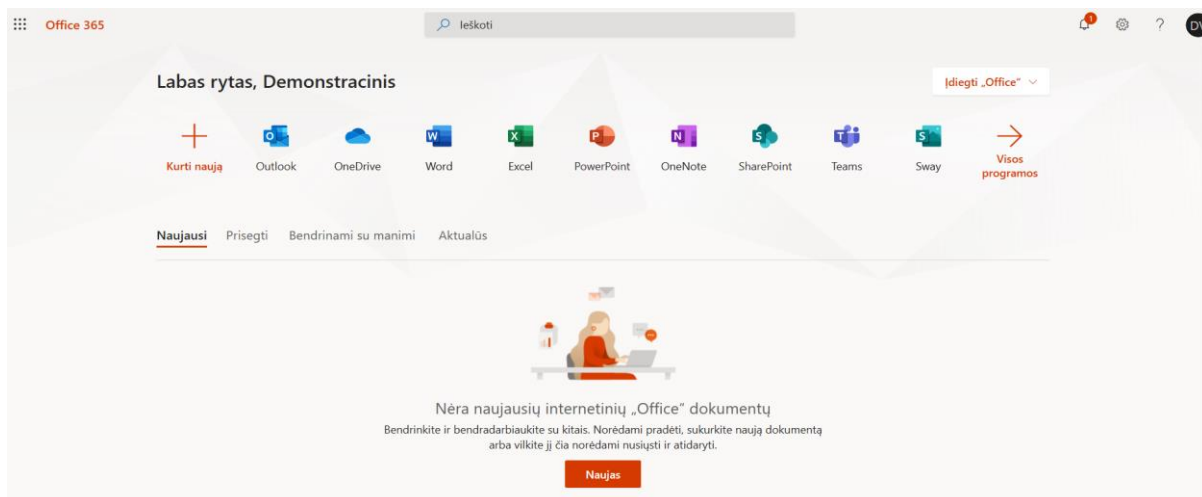 Office 365
Ieškoti
1
?
DV
Labas rytas, Demonstracinis
Įdiegti „Office“
Kurti naują
Outlook
OneDrive
Word
Excel
PowerPoint
OneNote
SharePoint
Teams
Sway
Visos
programos
Naujausi Prisegti Bendrinami su manimi Aktualūs
Nėra naujausių internetinių „Office“ dokumentų
Bendrinkite ir bendradarbiaukite su kitais. Norėdami pradėti, sukurkite naują dokumentą
arba vilkite jį čia norėdami nusiųsti ir atidaryti.
Naujas